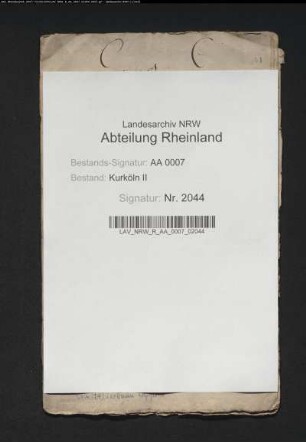 Landesarchiv NRW
Abteilung Rheinland
Bestands-Signatur: AA 0007
Bestand: Kurköln II
Signatur: Nr. 2044
LAV_NRW_R_AA_0007_02044